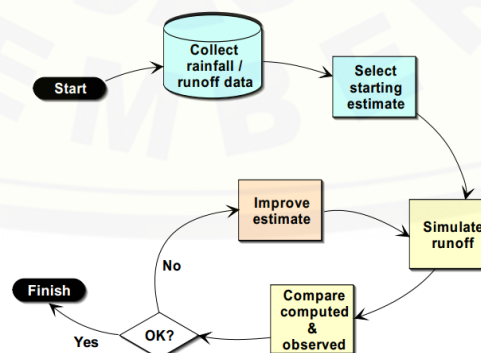 Start
Collect
rainfall /
runoff data
Select
starting
estimate
Simulate
runoff
Improve
estimate
Compare
computed
&
observed
OK?
No
Yes
Finish